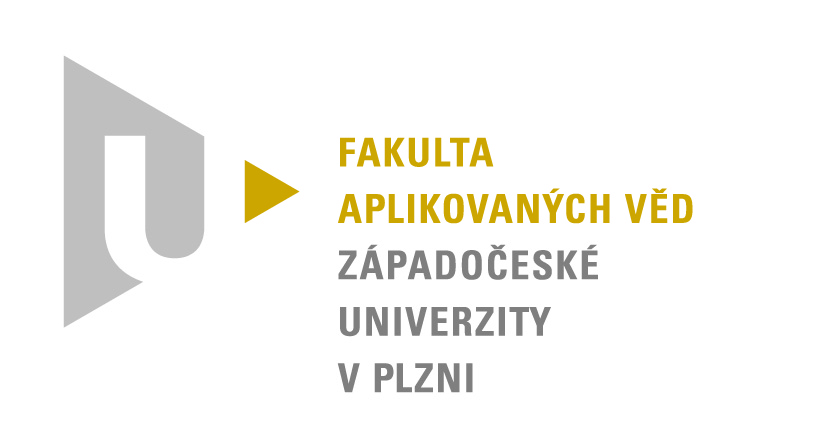 FAKULTA
APLIKOVANÝCH VĚD
ZÁPADOČESKÉ
UNIVERZITY
V PLZNI